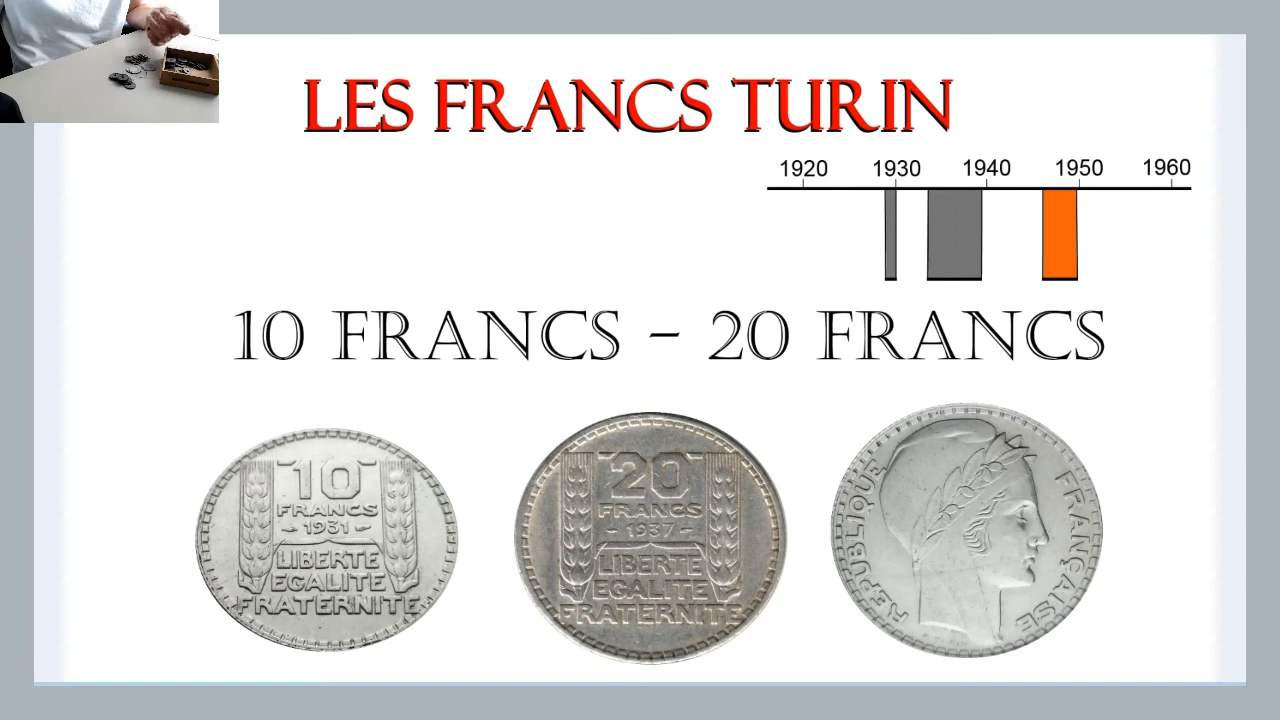 LES FRANCS TURIN
1920 1930 1940 1950 1960
10 FRANCS - 20 FRANCS
10
FRANCS
1931
LIBERTE
EGALITE
FRATERNITE
20
FRANCS
1937
LIBERTE
EGALITE
FRATERNITE
REPUBLIQUE FRANÇAISE